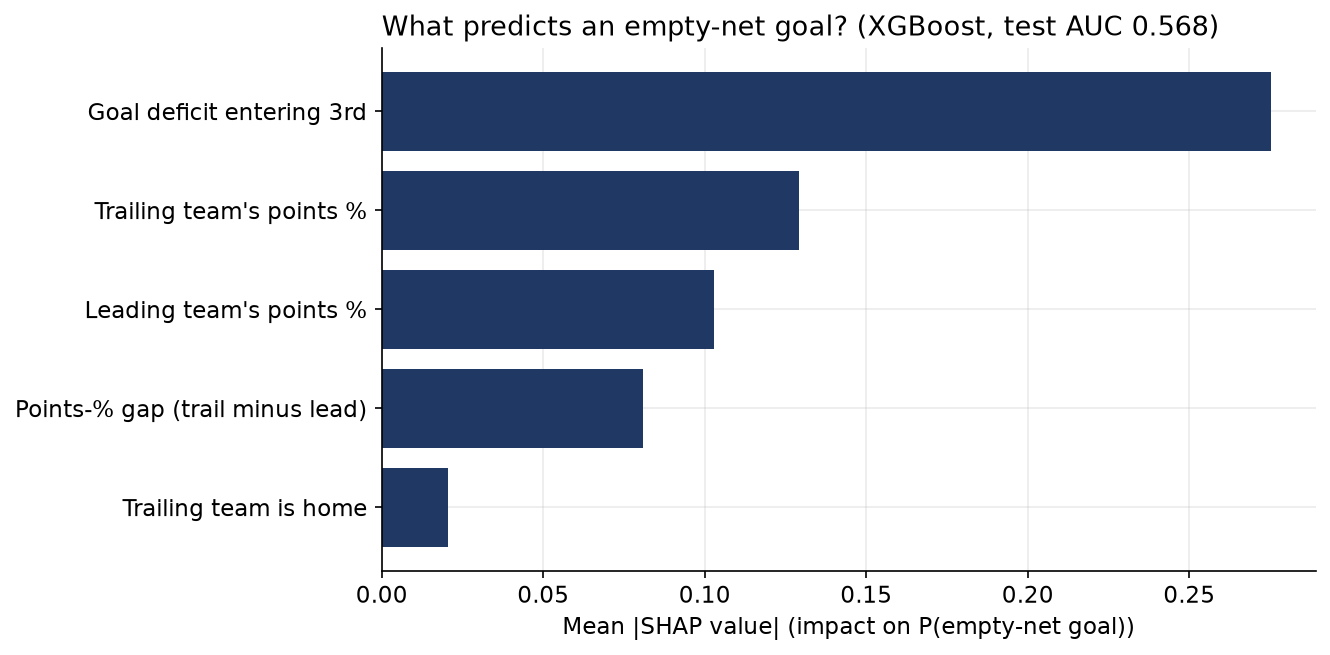 What predicts an empty-net goal? (XGBoost, test AUC 0.568)
Goal deficit entering 3rd
Trailing team's points %
Leading team's points %
Points-% gap (trail minus lead)
Trailing team is home
0.00 0.05 0.10 0.15 0.20 0.25
Mean |SHAP value| (impact on P(empty-net goal))